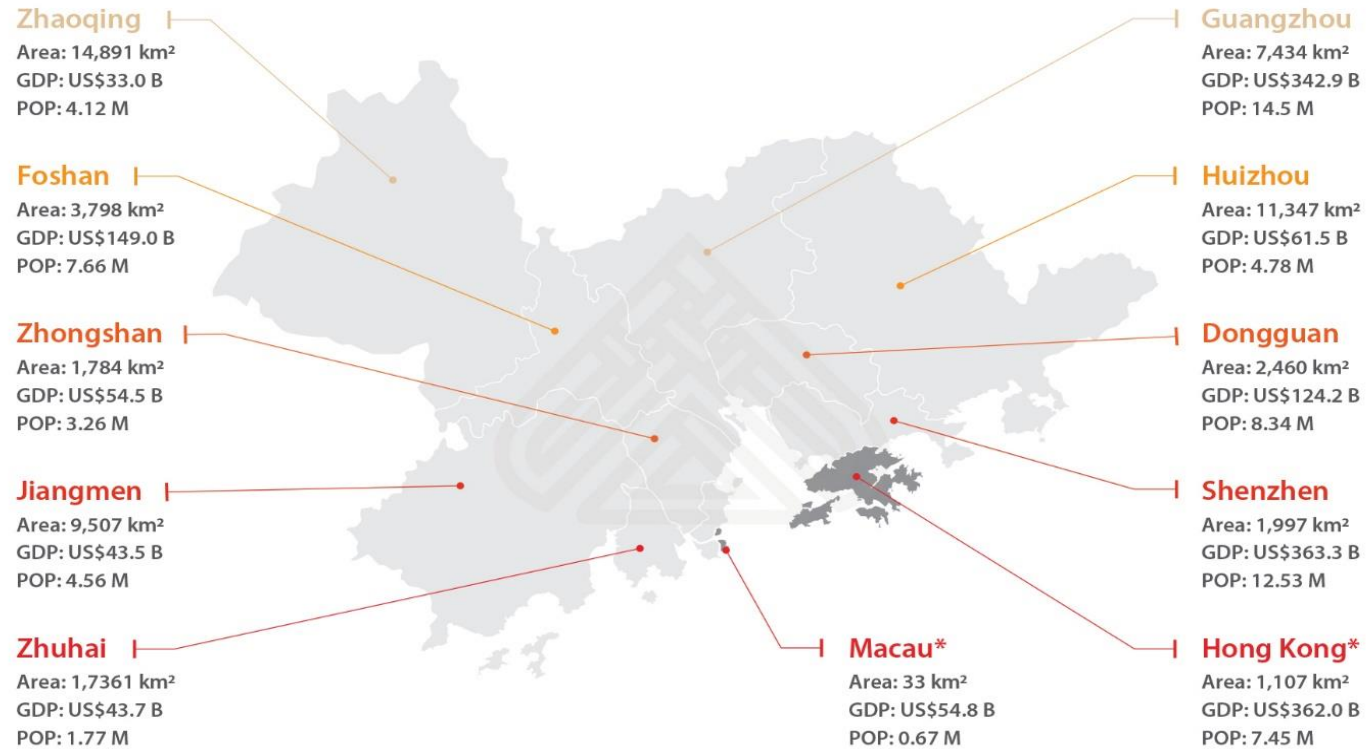 Zhaoqing
Area: 14,891 km²
GDP: US$33.0 B
POP: 4.12 M
Foshan
Area: 3,798 km²
GDP: US$149.0 B
POP: 7.66 M
Zhongshan
Area: 1,784 km²
GDP: US$54.5 B
POP: 3.26 M
Jiangmen
Area: 9,507 km²
GDP: US$43.5 B
POP: 4.56 M
Zhuhai
Area: 1,7361 km²
GDP: US$43.7 B
POP: 1.77 M
Macau*
Area: 33 km²
GDP: US$54.8 B
POP: 0.67 M
Guangzhou
Area: 7,434 km²
GDP: US$342.9 B
POP: 14.5 M
Huizhou
Area: 11,347 km²
GDP: US$61.5 B
POP: 4.78 M
Dongguan
Area: 2,460 km²
GDP: US$124.2 B
POP: 8.34 M
Shenzhen
Area: 1,997 km²
GDP: US$363.3 B
POP: 12.53 M
Hong Kong*
Area: 1,107 km²
GDP: US$362.0 B
POP: 7.45 M